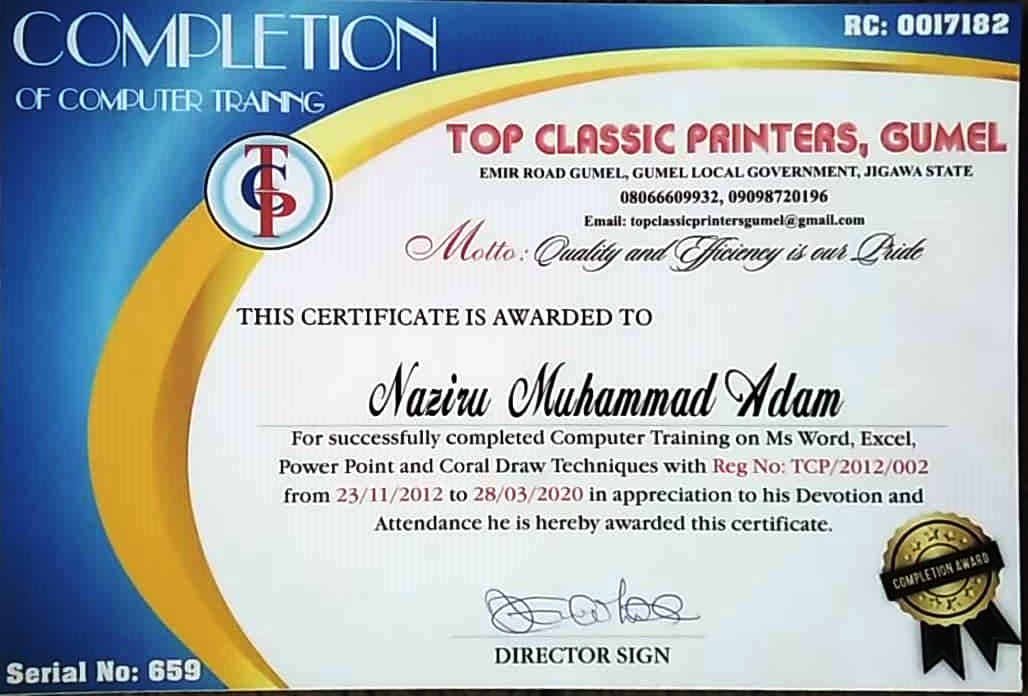 COMPLETION
OF COMPUTER TRAINNG
RC: 0017182
TCP
TOP CLASSIC PRINTERS, GUMEL
EMIR ROAD GUMEL, GUMEL LOCAL GOVERNMENT, JIGAWA STATE
08066609932, 09098720196
Email: topclassicprintersgumel@gmail.com
Motto: Quality and Efficiency is our Pride
THIS CERTIFICATE IS AWARDED TO
Naziru Muhammad Adam
For successfully completed Computer Training on Ms Word, Excel,
Power Point and Coral Draw Techniques with Reg No: TCP/2012/002
from 23/11/2012 to 28/03/2020 in appreciation to his Devotion and
Attendance he is hereby awarded this certificate.
COMPLETION AWARD
DIRECTOR SIGN
Serial No: 659